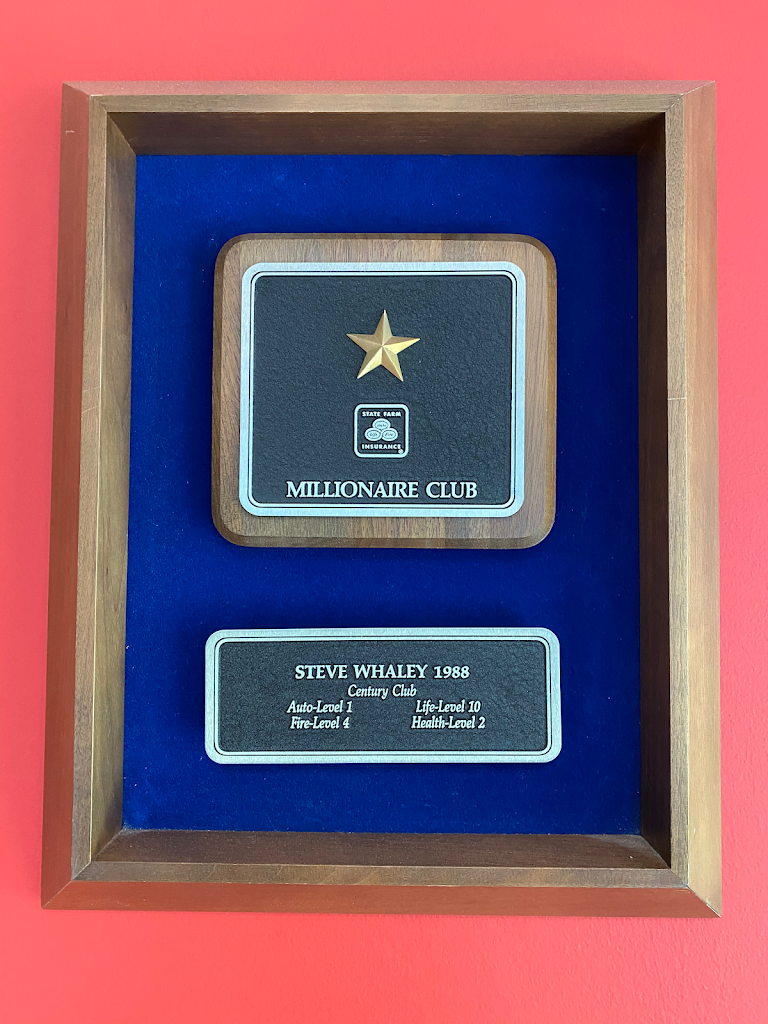 STATE FARM
INSURANCE®
MILLIONAIRE CLUB
STEVE WHALEY 1988
Century Club
Auto-Level 1 Life-Level 10
Fire-Level 4 Health-Level 2